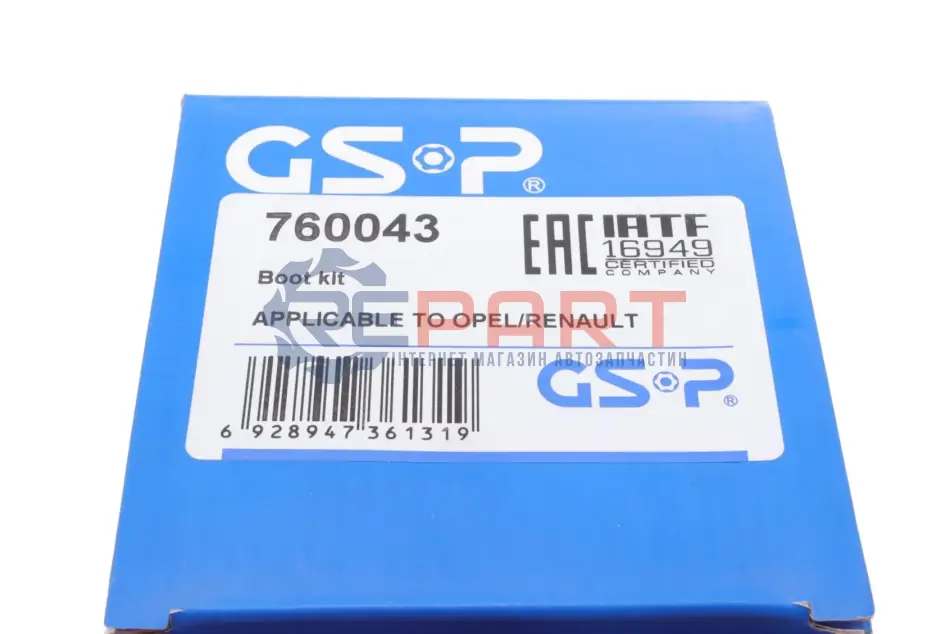 GSP®
760043
EAC
IATF
16949
CERTIFIED
COMPANY
Boot kit
REPART
APPLICABLE TO OPEL/RENAULT
ІНТЕРНЕТ МАГАЗИН АВТОЗАПЧАСТИН
GSP®
6 928947 361319